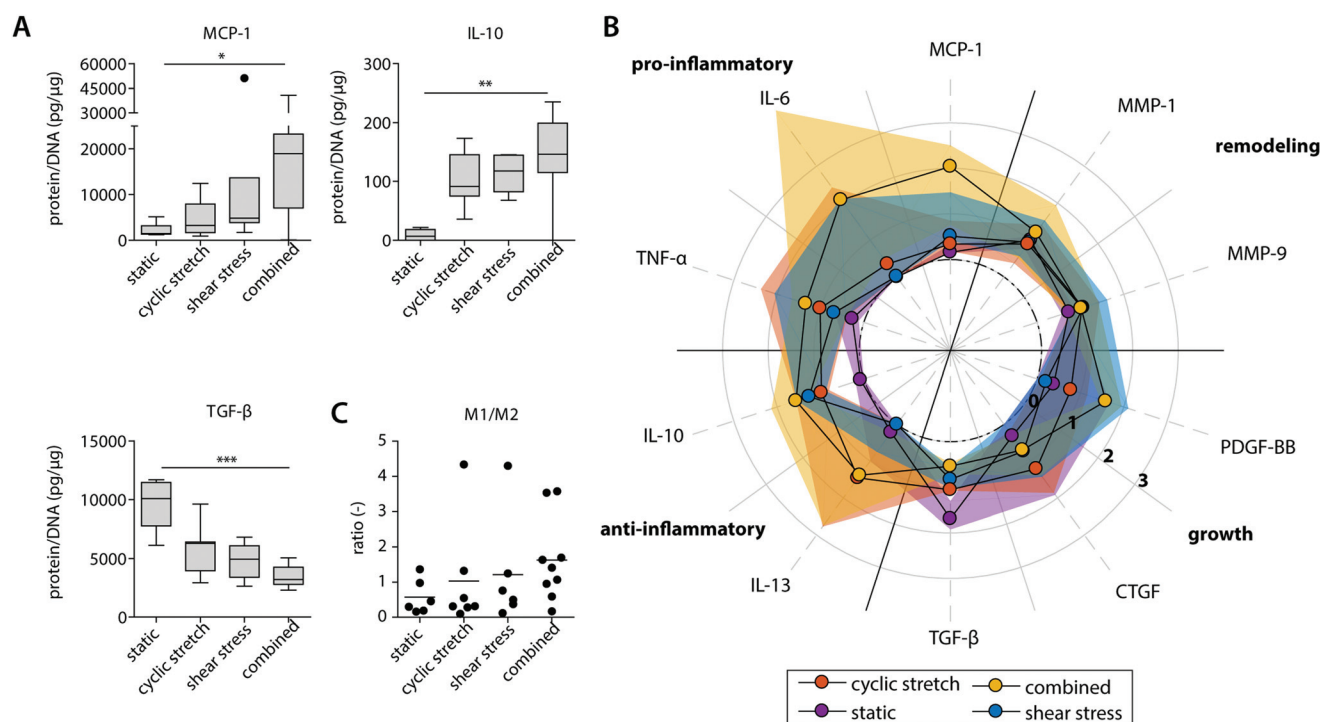 A
MCP-1
protein/DNA (pg/µg)
60000
45000
30000
20000
10000
0
*
static
cyclic stretch
shear stress
combined
IL-10
protein/DNA (pg/µg)
300
200
100
0
**
static
cyclic stretch
shear stress
combined
TGF-β
protein/DNA (pg/µg)
15000
10000
5000
0
***
static
cyclic stretch
shear stress
combined
C
M1/M2
ratio (-)
5
4
3
2
1
0
static
cyclic stretch
shear stress
combined
B
MCP-1
pro-inflammatory
IL-6
MMP-1
remodeling
TNF-α
MMP-9
IL-10
PDGF-BB
0
1
2
3
anti-inflammatory
growth
IL-13
CTGF
TGF-β
cyclic stretch
combined
static
shear stress